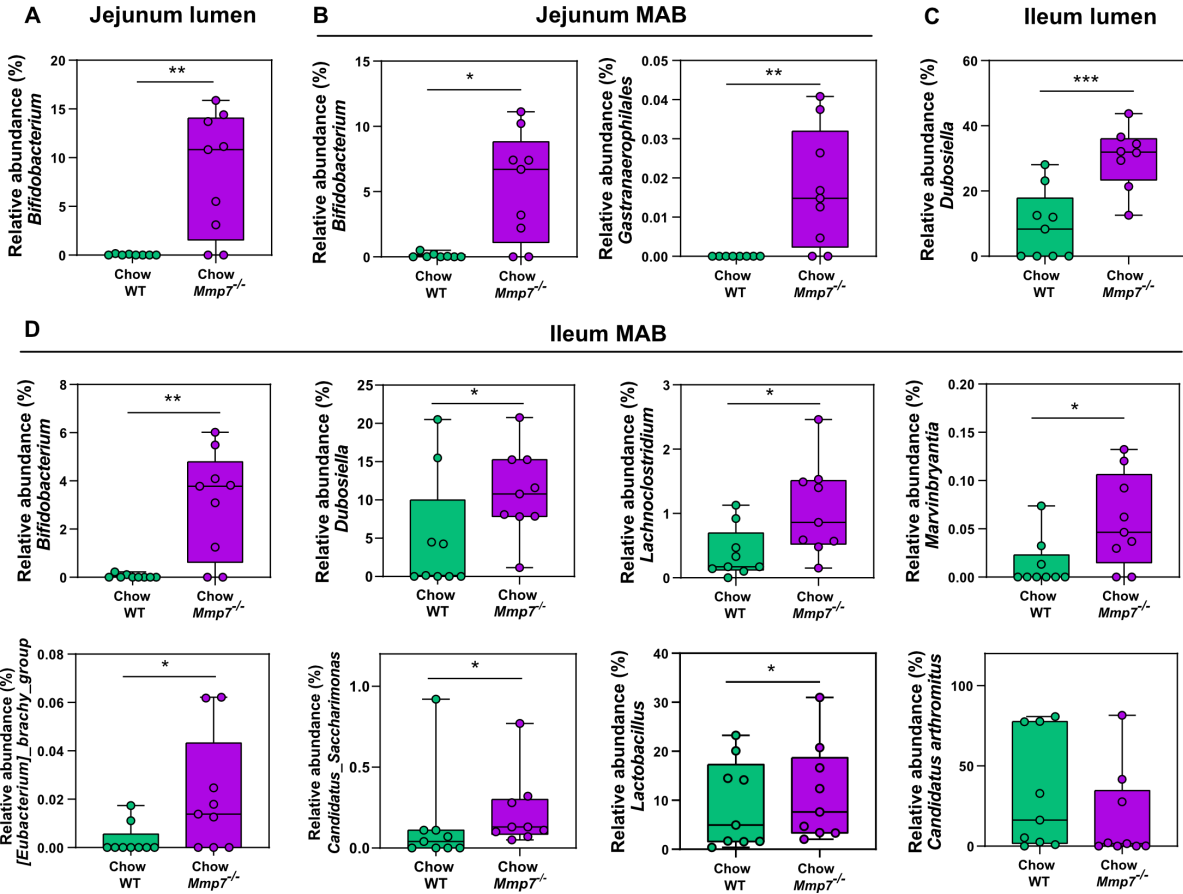 A
Jejunum lumen
B
Jejunum MAB
C
Ileum lumen
Relative abundance (%)
Bifidobacterium
20
15
10
5
0
**
Chow
WT
Chow
Mmp7-/-
Relative abundance (%)
Bifidobacterium
15
10
5
0
*
Chow
WT
Chow
Mmp7-/-
Relative abundance (%)
Gastranaerophilales
0.05
0.04
0.03
0.02
0.01
0.00
**
Chow
WT
Chow
Mmp7-/-
Relative abundance (%)
Dubosiella
60
40
20
0
***
Chow
WT
Chow
Mmp7-/-
D
Ileum MAB
Relative abundance (%)
Bifidobacterium
8
6
4
2
0
**
Chow
WT
Chow
Mmp7-/-
Relative abundance (%)
Dubosiella
25
20
15
10
5
0
*
Chow
WT
Chow
Mmp7-/-
Relative abundance (%)
Lachnoclostridium
3
2
1
0
*
Chow
WT
Chow
Mmp7-/-
Relative abundance (%)
Marvinbryantia
0.20
0.15
0.10
0.05
0.00
*
Chow
WT
Chow
Mmp7-/-
Relative abundance (%)
[Eubacterium]_brachy_group
0.08
0.06
0.04
0.02
0.00
*
Chow
WT
Chow
Mmp7-/-
Relative abundance (%)
Candidatus_Saccharimonas
1.0
0.5
0.0
*
Chow
WT
Chow
Mmp7-/-
Relative abundance (%)
Lactobacillus
40
30
20
10
0
*
Chow
WT
Chow
Mmp7-/-
Relative abundance (%)
Candidatus arthromitus
100
50
0
Chow
WT
Chow
Mmp7-/-